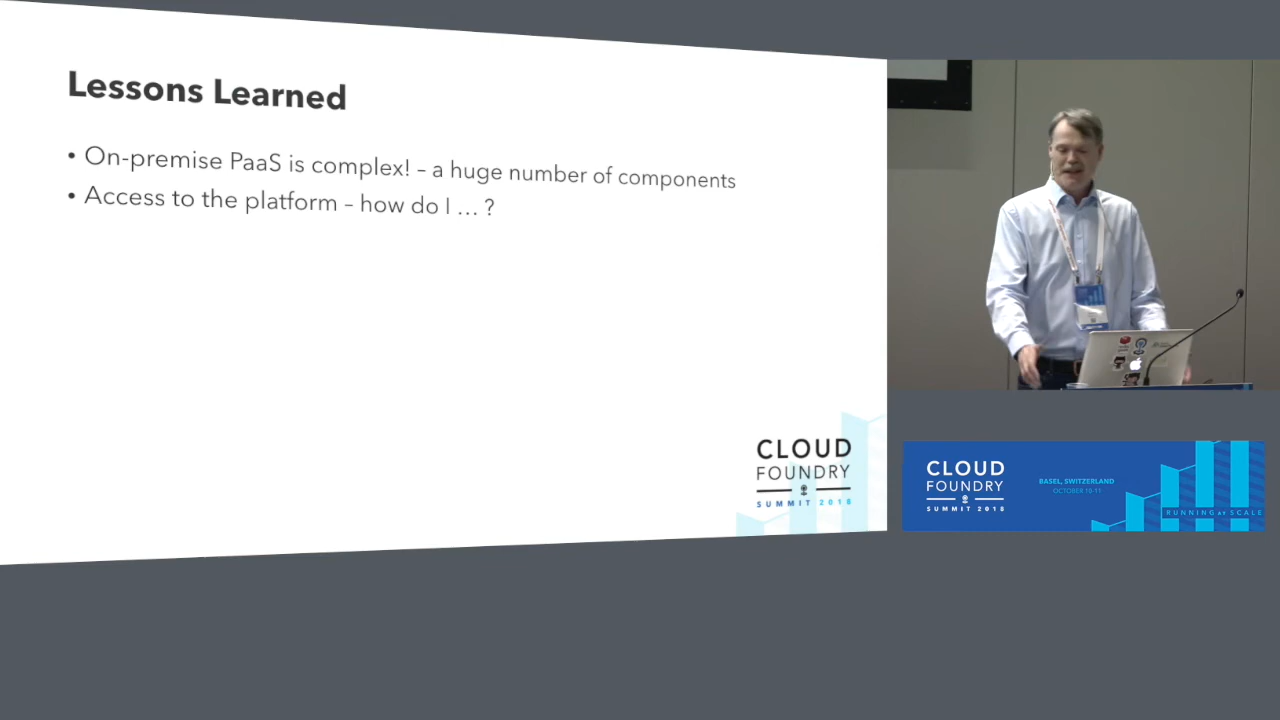 Lessons Learned
• On-premise PaaS is complex! – a huge number of components
• Access to the platform – how do I … ?
CLOUD
FOUNDRY
SUMMIT 2018
CLOUD
FOUNDRY
SUMMIT 2018
BASEL, SWITZERLAND
OCTOBER 10-11
RUNNING AT SCALE